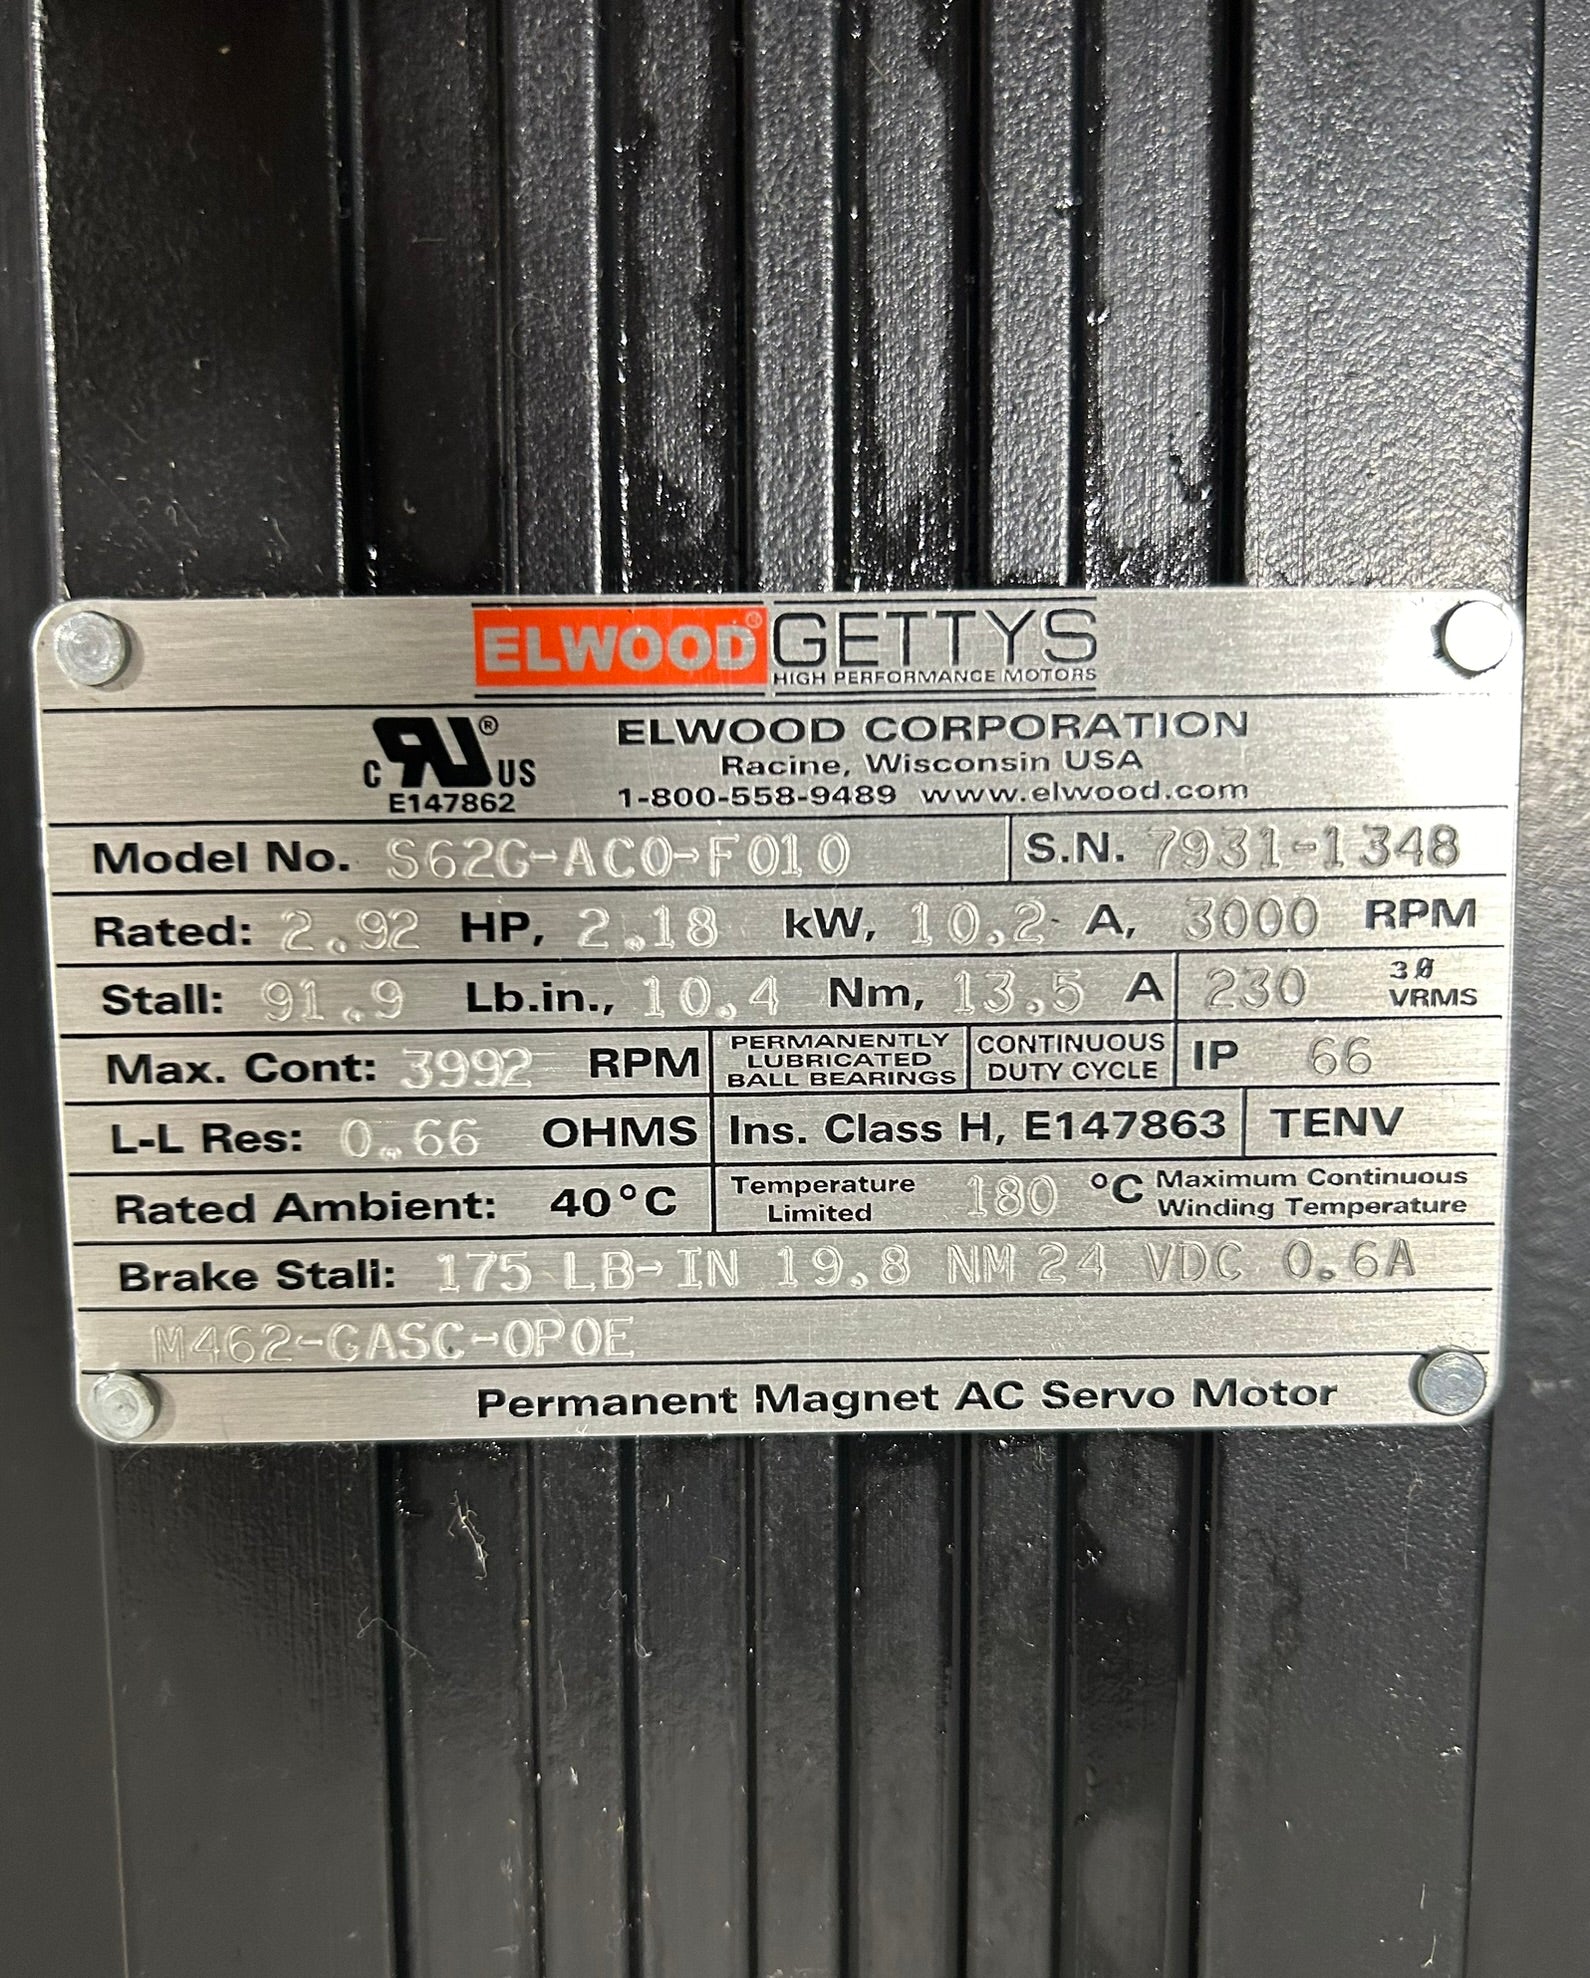 ELWOOD® GETTYS
HIGH PERFORMANCE MOTORS
C RU® US
E147862
ELWOOD CORPORATION
Racine, Wisconsin USA
1-800-558-9489 www.elwood.com
Model No. S62G-AC0-F010 S.N. 7931-1348
Rated: 2.92 HP, 2.18 kW, 10.2 A, 3000 RPM
Stall: 91.9 Lb.in., 10.4 Nm, 13.5 A 230 3Ø VRMS
Max. Cont: 3992 RPM
PERMANENTLY
LUBRICATED
BALL BEARINGS
CONTINUOUS
DUTY CYCLE
IP 66
L-L Res: 0.66 OHMS Ins. Class H, E147863 TENV
Rated Ambient: 40°C
Temperature
Limited
180 °C
Maximum Continuous
Winding Temperature
Brake Stall: 175 LB-IN 19.8 NM 24 VDC 0.6A
M462-GASC-0P0E
Permanent Magnet AC Servo Motor